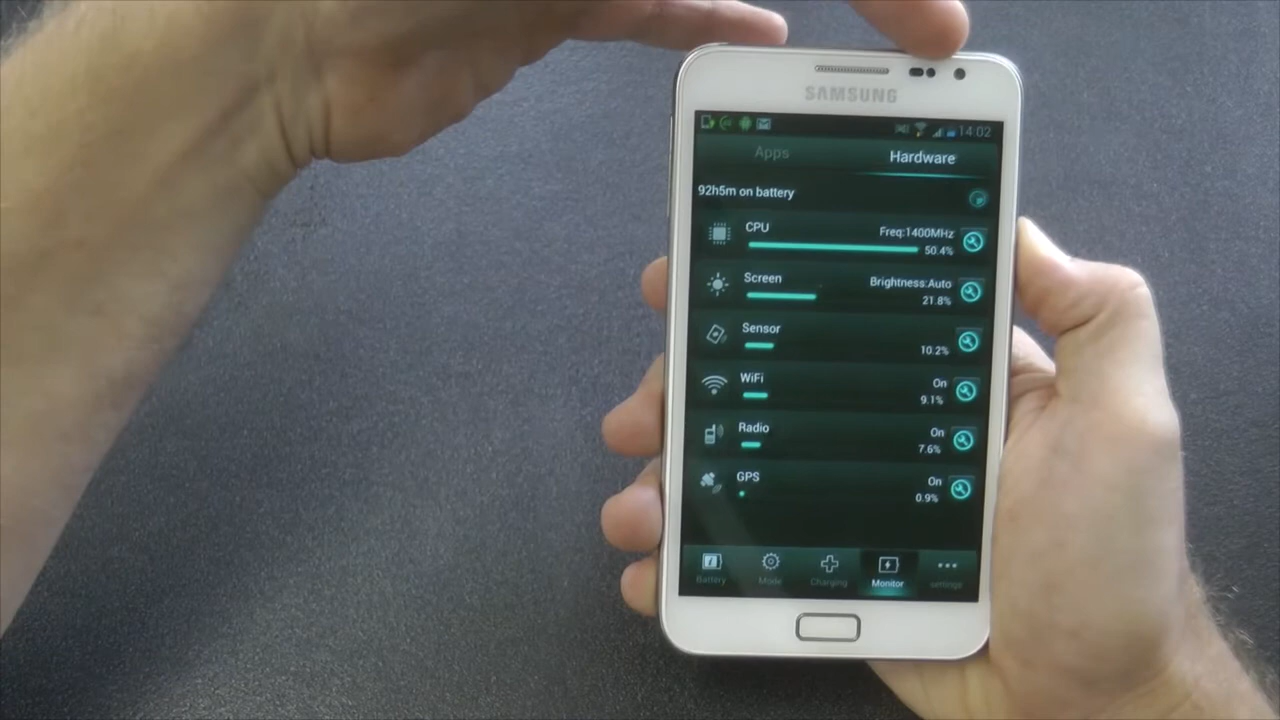 SAMSUNG
14:02
Apps Hardware
92h5m on battery
CPU Freq:1400MHz
50.4%
Screen Brightness:Auto
21.8%
Sensor
10.2%
WiFi On
9.1%
Radio On
7.6%
GPS On
0.9%
Battery Mode Charging Monitor settings